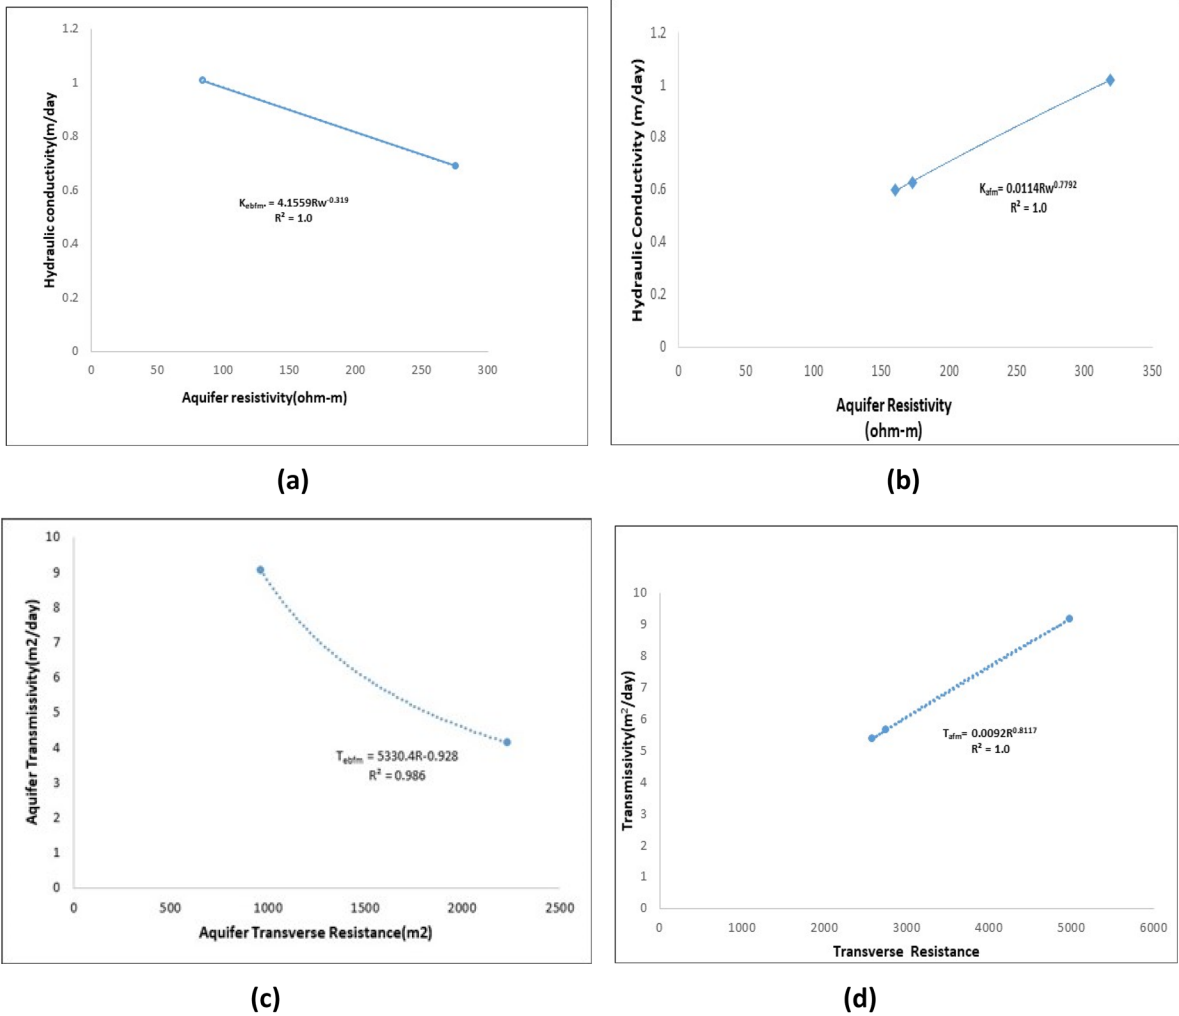 1.2
1
0.8
0.6
0.4
0.2
0
0 50 100 150 200 250 300
Hydraulic conductivity(m/day
Aquifer resistivity(ohm-m)
Kebfm* = 4.1559Rw-0.319
R² = 1.0
(a)
1.2
1
0.8
0.6
0.4
0.2
0
0 50 100 150 200 250 300 350
Hydraulic Conductivity (m/day)
Aquifer Resistivity
(ohm-m)
Kafm= 0.0114Rw0.7792
R² = 1.0
(b)
10
9
8
7
6
5
4
3
2
1
0
0 500 1000 1500 2000 2500
Aquifer Transmissivity(m2/day)
Aquifer Transverse Resistance(m2)
Tebfm = 5330.4R-0.928
R² = 0.986
(c)
10
9
8
7
6
5
4
3
2
1
0
0 1000 2000 3000 4000 5000 6000
Transmissivity(m²/day)
Transverse Resistance
Tafm= 0.0092R0.8117
R² = 1.0
(d)